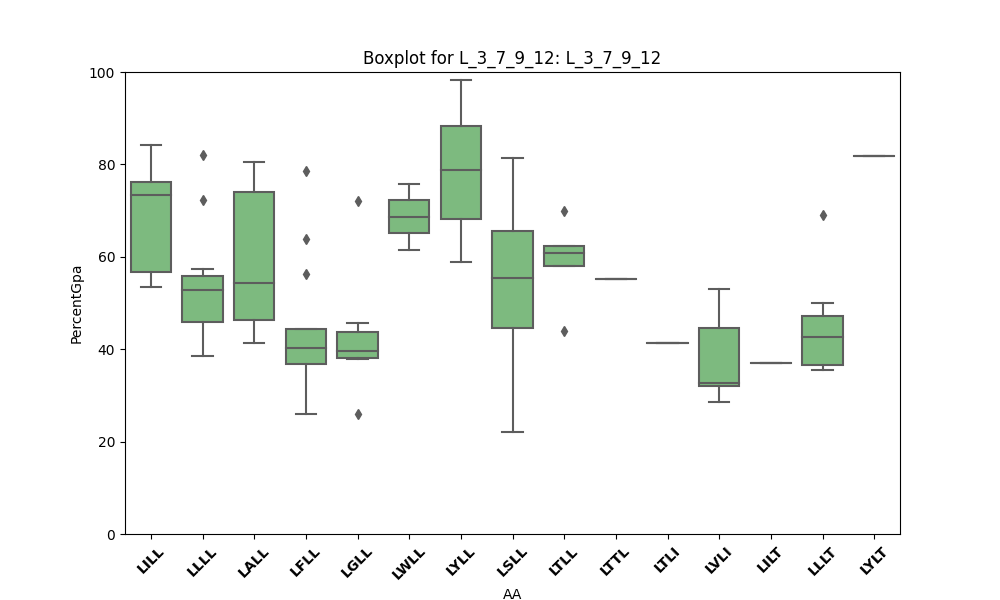 Boxplot for L_3_7_9_12: L_3_7_9_12
100
80
60
40
20
0
PercentGpa
LILL LLLL LALL LFLL LGLL LWLL LYLL LSLL LTLL LTTL LTLI LVLI LILT LLLT LYLT
AA